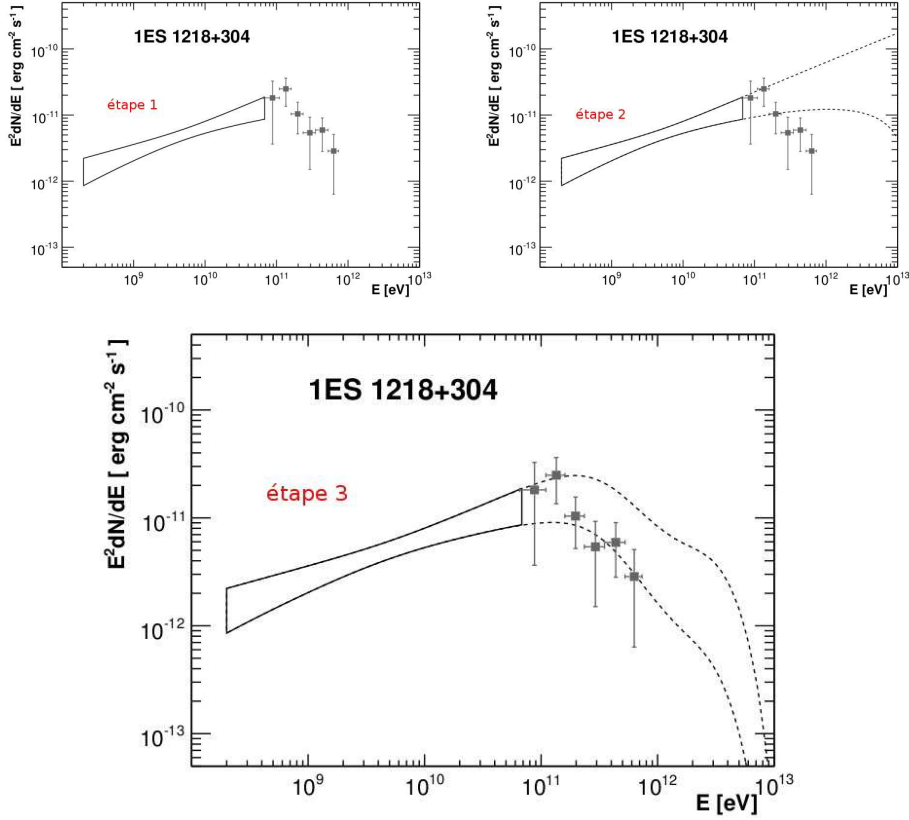 1ES 1218+304
étape 1
E²dN/dE [ erg cm⁻² s⁻¹ ]
10⁻¹⁰
10⁻¹¹
10⁻¹²
10⁻¹³
10⁹ 10¹⁰ 10¹¹ 10¹² 10¹³
E [eV]
1ES 1218+304
étape 2
E²dN/dE [ erg cm⁻² s⁻¹ ]
10⁻¹⁰
10⁻¹¹
10⁻¹²
10⁻¹³
10⁹ 10¹⁰ 10¹¹ 10¹² 10¹³
E [eV]
1ES 1218+304
étape 3
E²dN/dE [ erg cm⁻² s⁻¹ ]
10⁻¹⁰
10⁻¹¹
10⁻¹²
10⁻¹³
10⁹ 10¹⁰ 10¹¹ 10¹² 10¹³
E [eV]